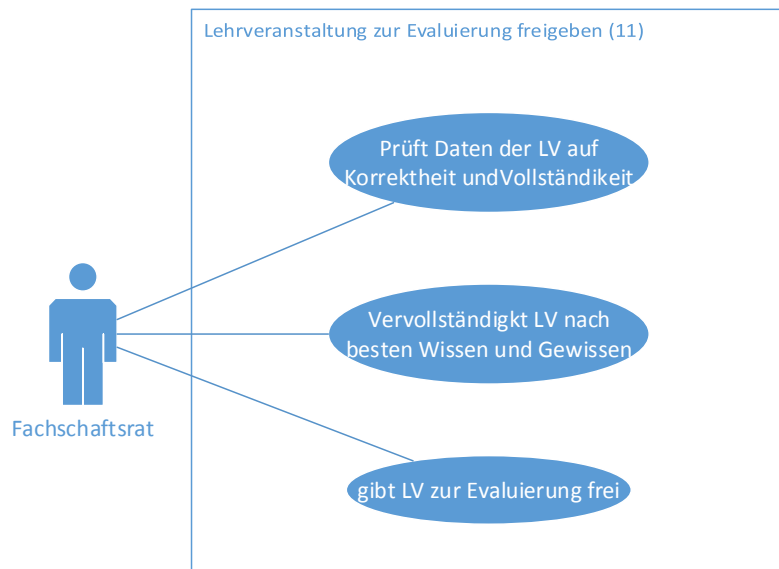 Lehrveranstaltung zur Evaluierung freigeben (11)
Prüft Daten der LV auf
Korrektheit undVollständikeit
Vervollständigkt LV nach
besten Wissen und Gewissen
Fachschaftsrat
gibt LV zur Evaluierung frei